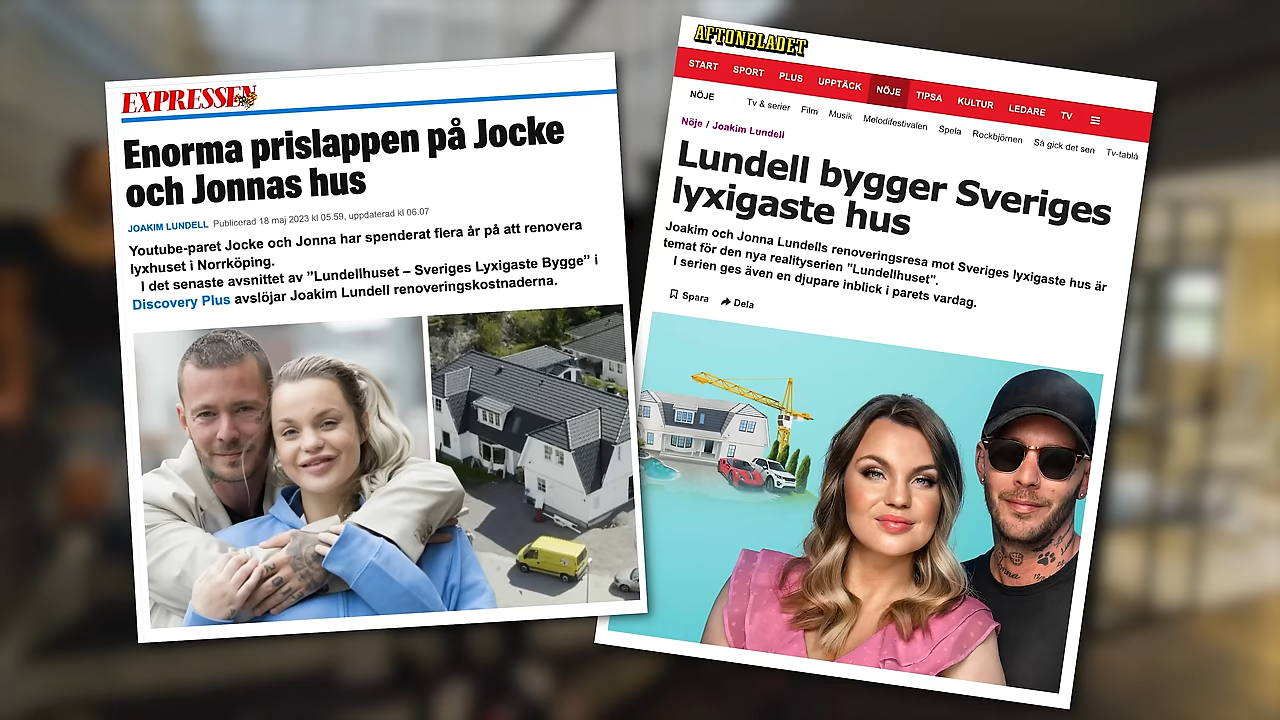 EXPRESSEN
Enorma prislappen på Jocke
och Jonnas hus
JOAKIM LUNDELL Publicerad 18 maj 2023 kl 05.59, uppdaterad kl 06.07
Youtube-paret Jocke och Jonna har spenderat flera år på att renovera
lyxhuset i Norrköping.
I det senaste avsnittet av ”Lundellhuset – Sveriges Lyxigaste Bygge” i
Discovery Plus avslöjar Joakim Lundell renoveringskostnaderna.
AFTONBLADET
START SPORT PLUS UPPTÄCK NÖJE TIPSA KULTUR LEDARE TV
NÖJE Tv & serier Film Musik Melodifestivalen Spela Rockbjörnen Så gick det sen Tv-tablå
Nöje / Joakim Lundell
Lundell bygger Sveriges
lyxigaste hus
Joakim och Jonna Lundells renoveringsresa mot Sveriges lyxigaste hus är
temat för den nya realityserien "Lundellhuset".
I serien ges även en djupare inblick i parets vardag.
Spara Dela